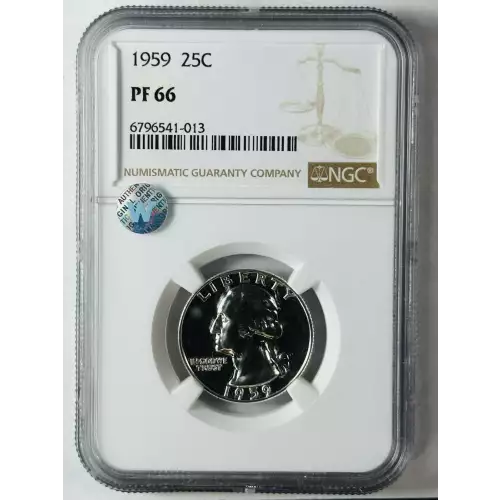 1959 25C
PF 66
6796541-013
NUMISMATIC GUARANTY COMPANY NGC
W
LIBERTY
IN GOD WE
TRUST
1959